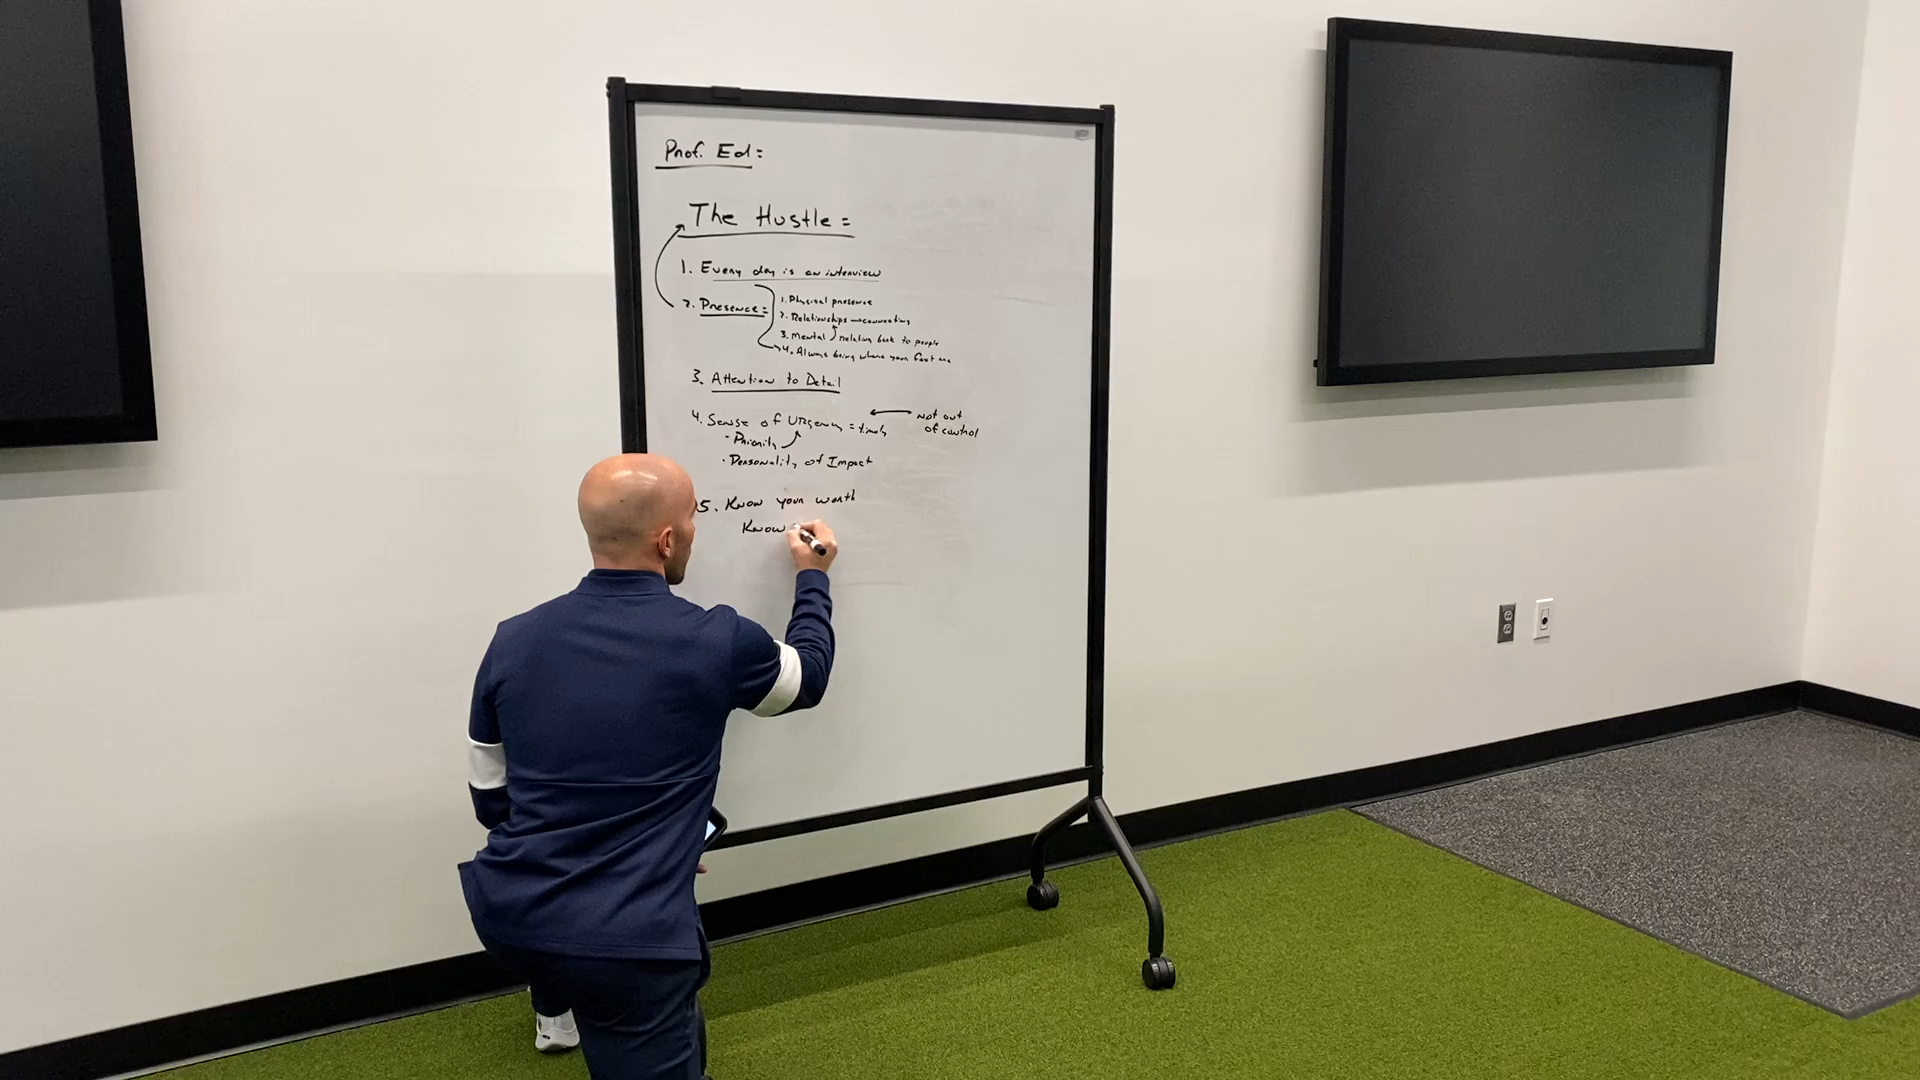 Prof. Ed:
The Hustle =
1. Every day is an interview
2. Presence =
1. Physical presence
2. Relationships → connecting
3. Mental relating back to people
4. Always being where your feet are
3. Attention to Detail
4. Sense of Urgency = timely
not out
of control
· Priority
· Personality of Impact
5. Know your worth
Know